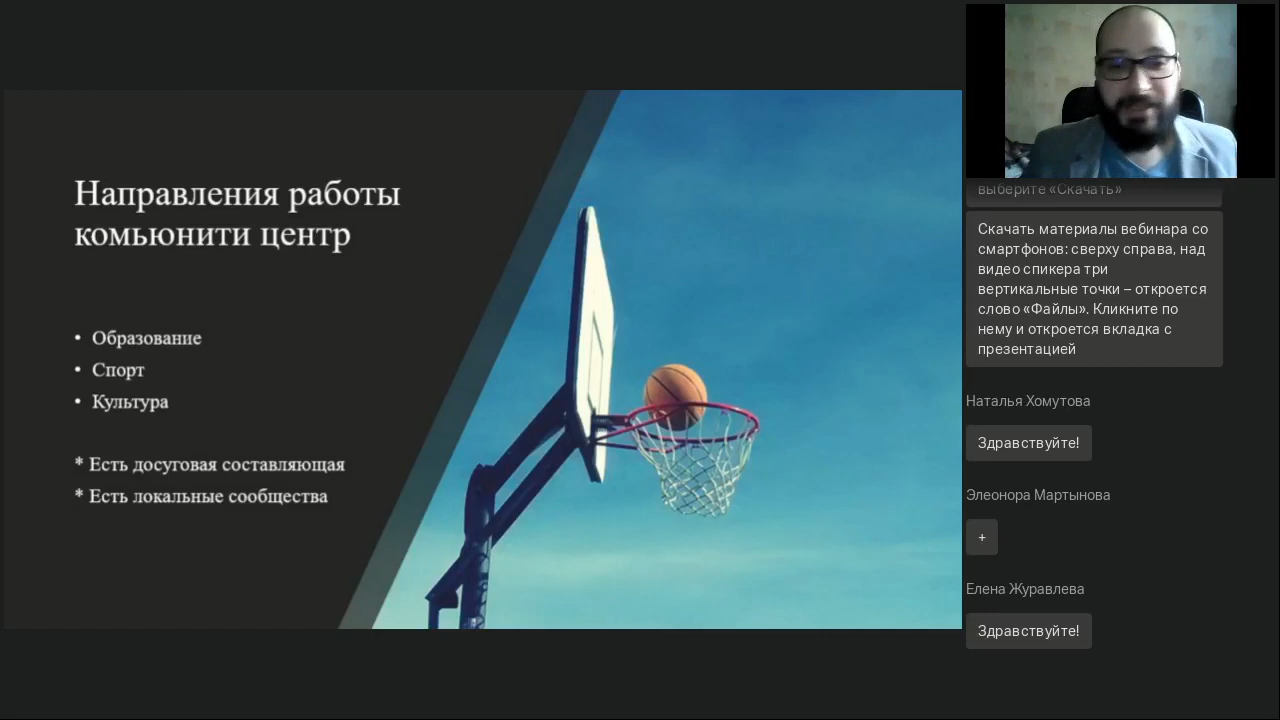 Направления работы
комьюнити центр
• Образование
• Спорт
• Культура
* Есть досуговая составляющая
* Есть локальные сообщества
выберите «Скачать»
Скачать материалы вебинара со
смартфонов: сверху справа, над
видео спикера три
вертикальные точки – откроется
слово «Файлы». Кликните по
нему и откроется вкладка с
презентацией
Наталья Хомутова
Здравствуйте!
Элеонора Мартынова
+
Елена Журавлева
Здравствуйте!